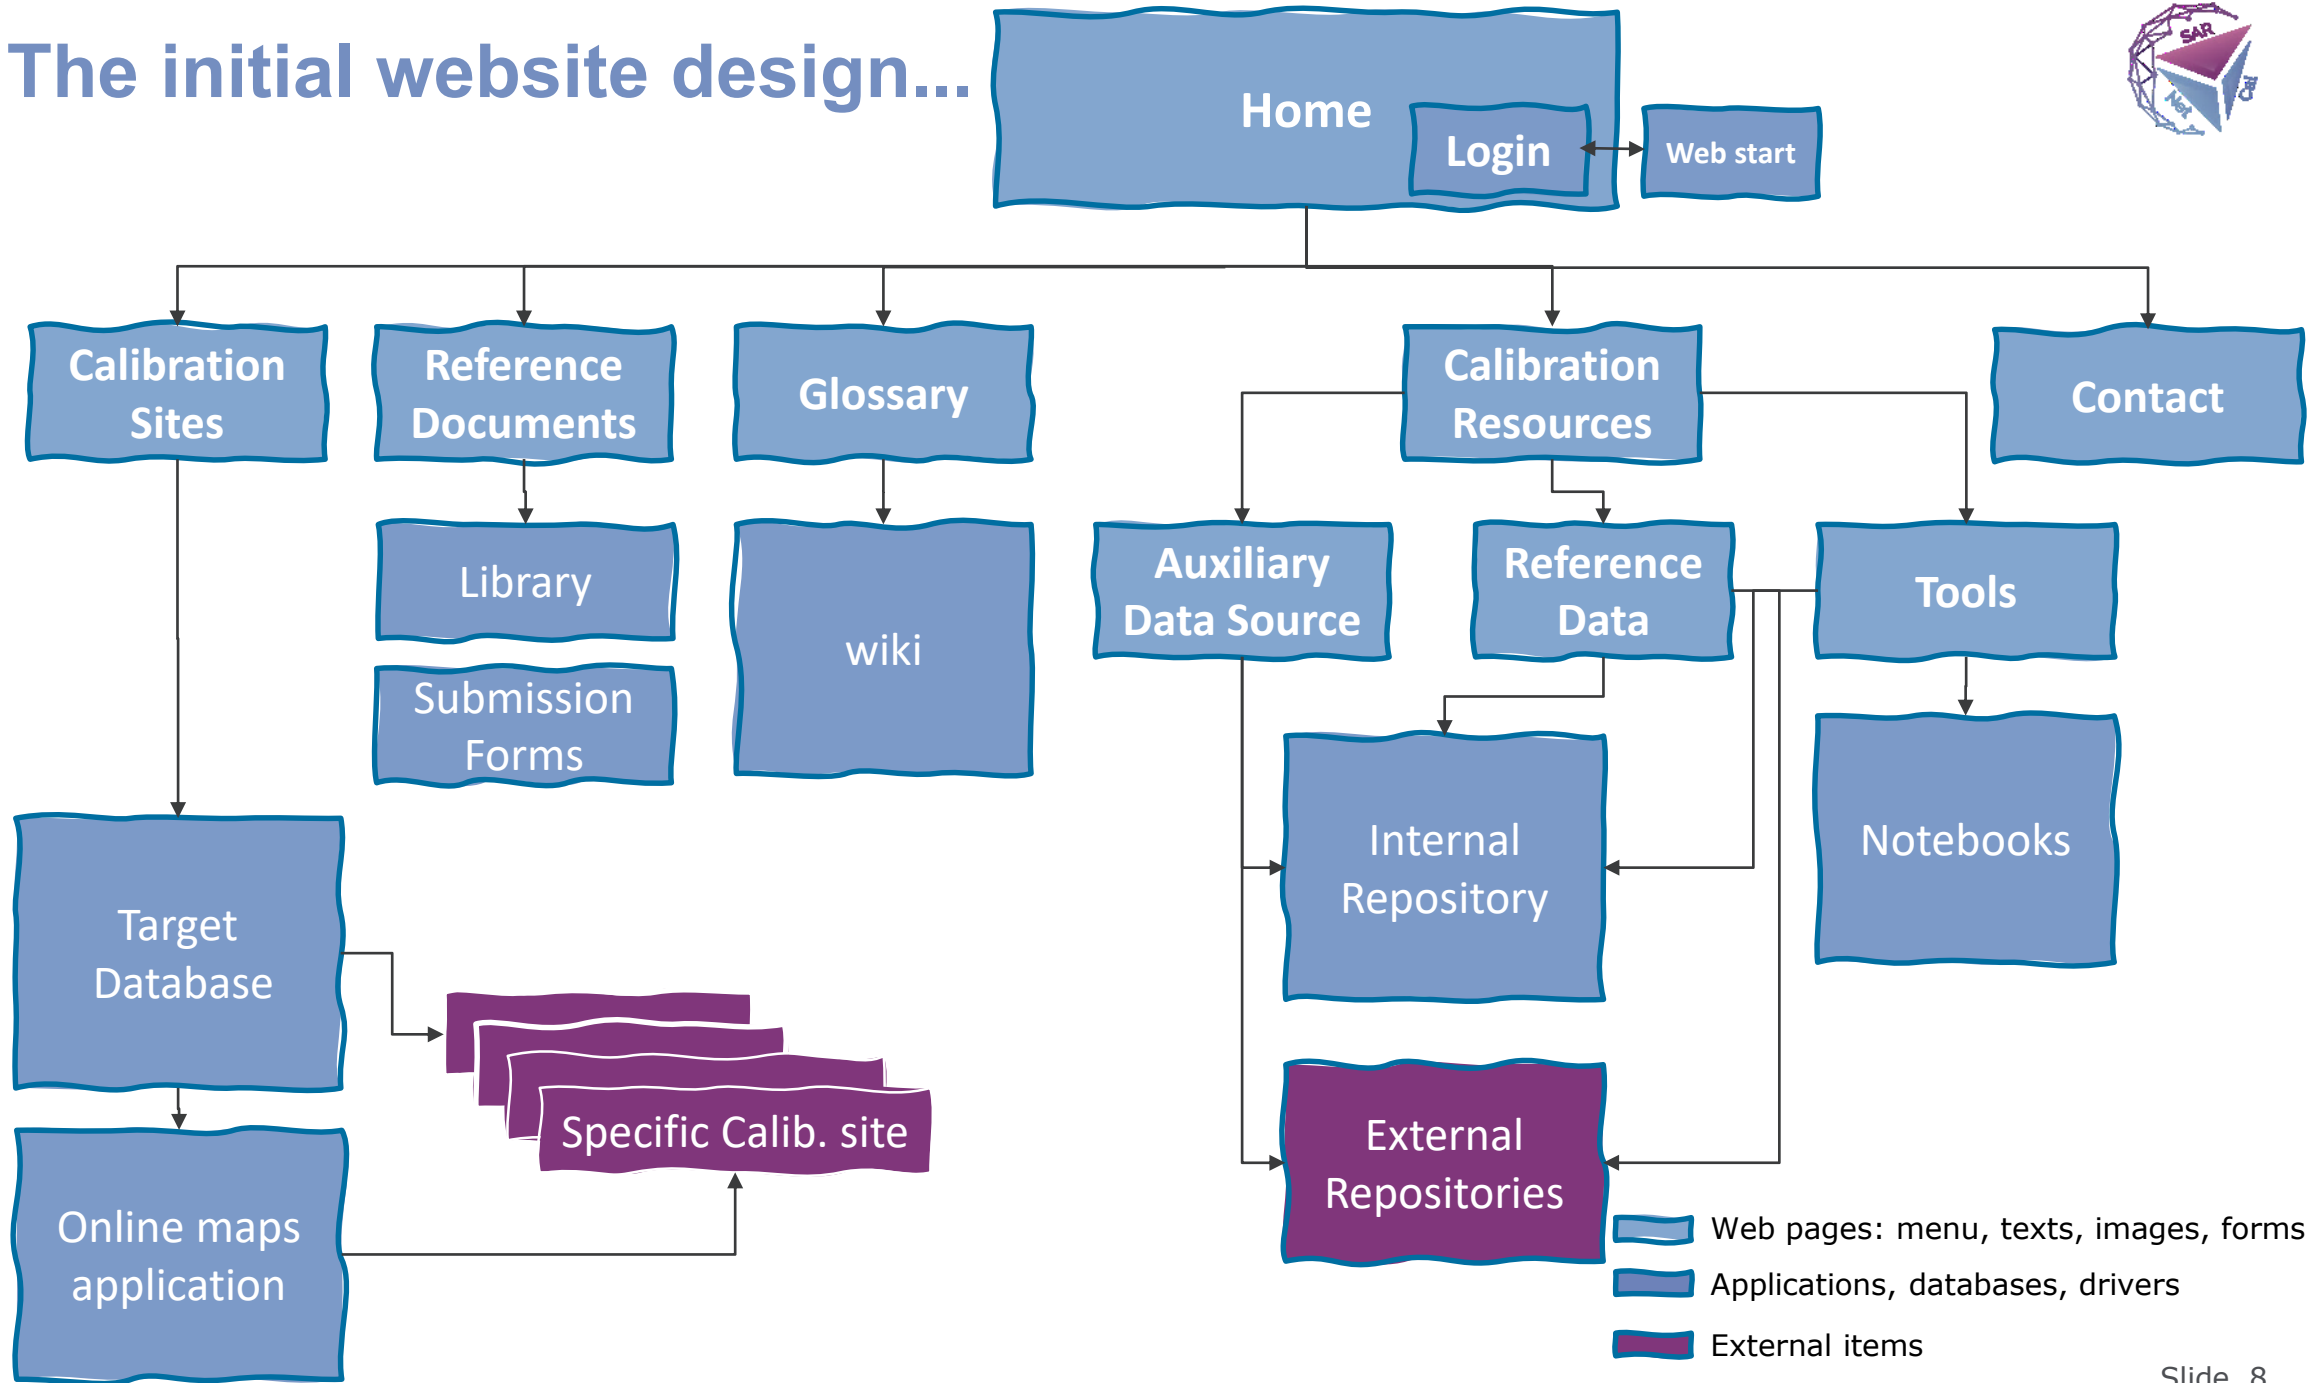 The initial website design...
Home
Login
Web start
SAR
Net
Calibration
Sites
Reference
Documents
Glossary
Calibration
Resources
Contact
Library
Submission
Forms
wiki
Auxiliary
Data Source
Reference
Data
Tools
Target
Database
Internal
Repository
Notebooks
Specific Calib. site
External
Repositories
Online maps
application
Web pages: menu, texts, images, forms
Applications, databases, drivers
External items
Slide 8